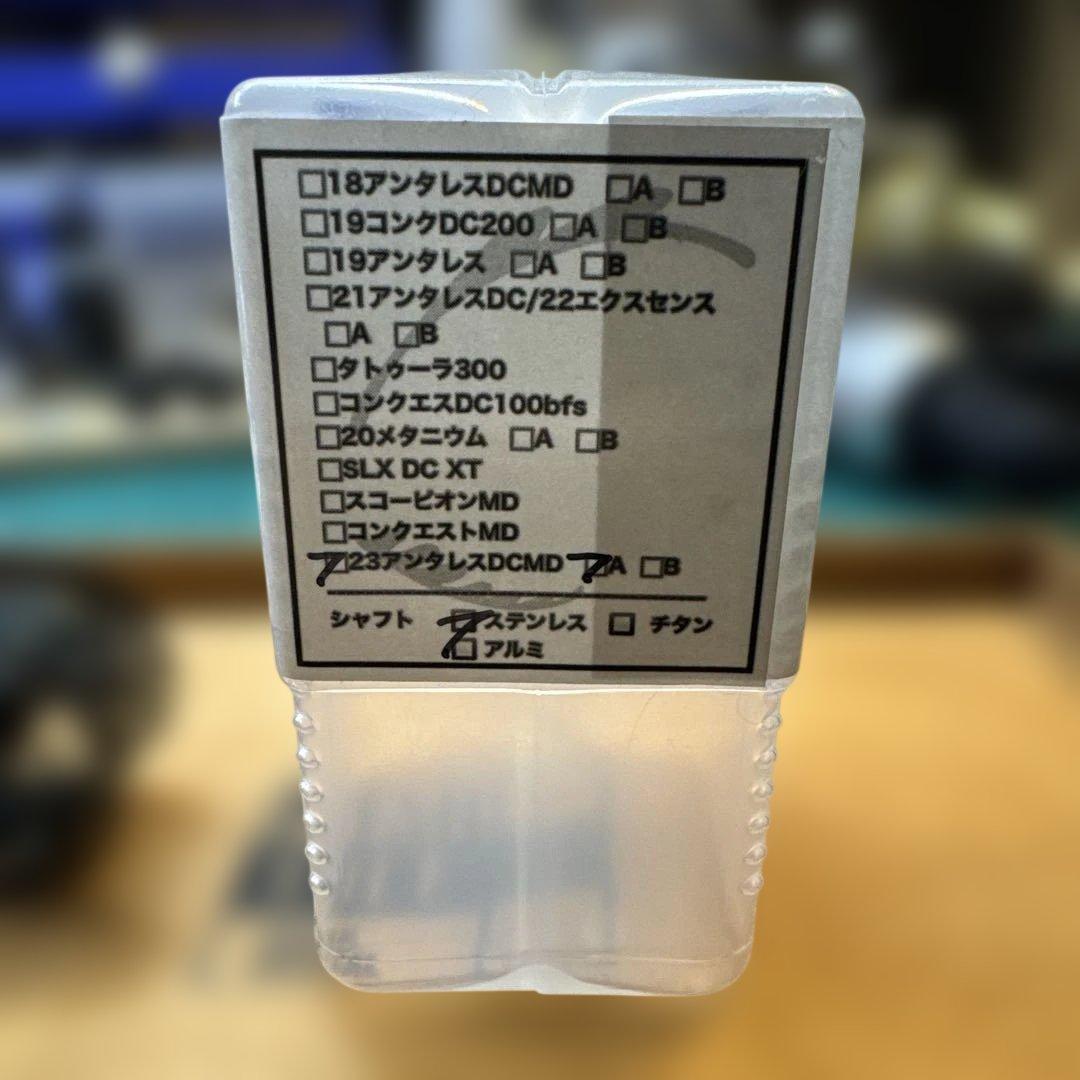 □18アンタレスDCMD □A □B
□19コンクDC200 □A □B
□19アンタレス □A □B
□21アンタレスDC/22エクスセンス
□A □B
□タトゥーラ300
□コンクエスDC100bfs
□20メタニウム □A □B
□SLX DC XT
□スコーピオンMD
□コンクエストMD
☑23アンタレスDCMD ☑A □B
シャフト ☑ステンレス □ チタン
□ アルミ